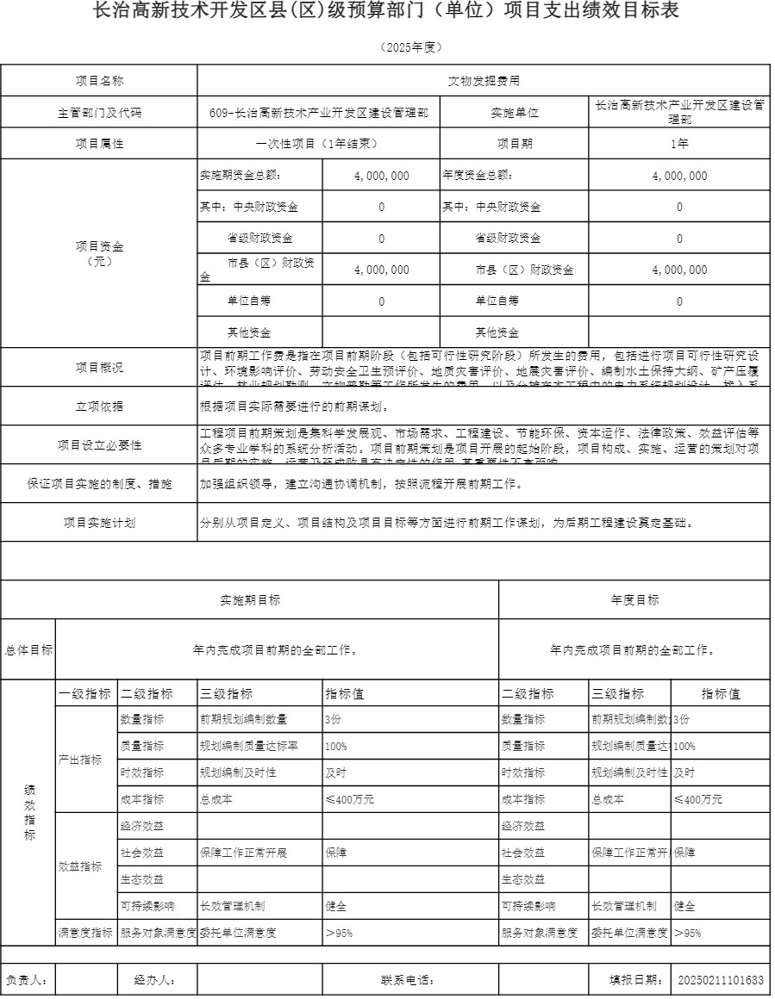 长治高新技术开发区县(区)级预算部门（单位）项目支出绩效目标表
（2025年度）
项目名称 文物发掘费用
主管部门及代码 609-长治高新技术产业开发区建设管理部 实施单位 长治高新技术产业开发区建设管
理部
项目属性 一次性项目（1年结束） 项目期 1年
项目资金
（元）
实施期资金总额： 4,000,000 年度资金总额： 4,000,000
其中：中央财政资金 0 其中：中央财政资金 0
省级财政资金 0 省级财政资金 0
市县（区）财政资
金 4,000,000 市县（区）财政资金 4,000,000
单位自筹 0 单位自筹 0
其他资金 其他资金
项目概况 项目前期工作费是指在项目前期阶段（包括可行性研究阶段）所发生的费用，包括进行项目可行性研究设
计、环境影响评价、劳动安全卫生预评价、地质灾害评价、地震灾害评价、编制水土保持大纲、矿产压覆
立项依据 根据项目实际需要进行的前期谋划。
项目设立必要性 工程项目前期策划是集科学发展观、市场需求、工程建设、节能环保、资本运作、法律政策、效益评估等
众多专业学科的系统分析活动。项目前期策划是项目开展的起始阶段，项目构成、实施、运营的策划对项
保证项目实施的制度、措施 加强组织领导，建立沟通协调机制，按照流程开展前期工作。
项目实施计划 分别从项目定义、项目结构及项目目标等方面进行前期工作谋划，为后期工程建设奠定基础。
实施期目标 年度目标
总体目标 年内完成项目前期的全部工作。 年内完成项目前期的全部工作。
绩
效
指
标
一级指标 二级指标 三级指标 指标值 二级指标 三级指标 指标值
产出指标
数量指标 前期规划编制数量 3份 数量指标 前期规划编制数 3份
质量指标 规划编制质量达标率 100% 质量指标 规划编制质量达 100%
时效指标 规划编制及时性 及时 时效指标 规划编制及时性 及时
成本指标 总成本 ≤400万元 成本指标 总成本 ≤400万元
效益指标
经济效益 经济效益
社会效益 保障工作正常开展 保障 社会效益 保障工作正常开 保障
生态效益 生态效益
可持续影响 长效管理机制 健全 可持续影响 长效管理机制 健全
满意度指标 服务对象满意度 委托单位满意度 ＞95% 服务对象满意度 委托单位满意度 ＞95%
负责人： 经办人： 联系电话： 填报日期： 20250211101633